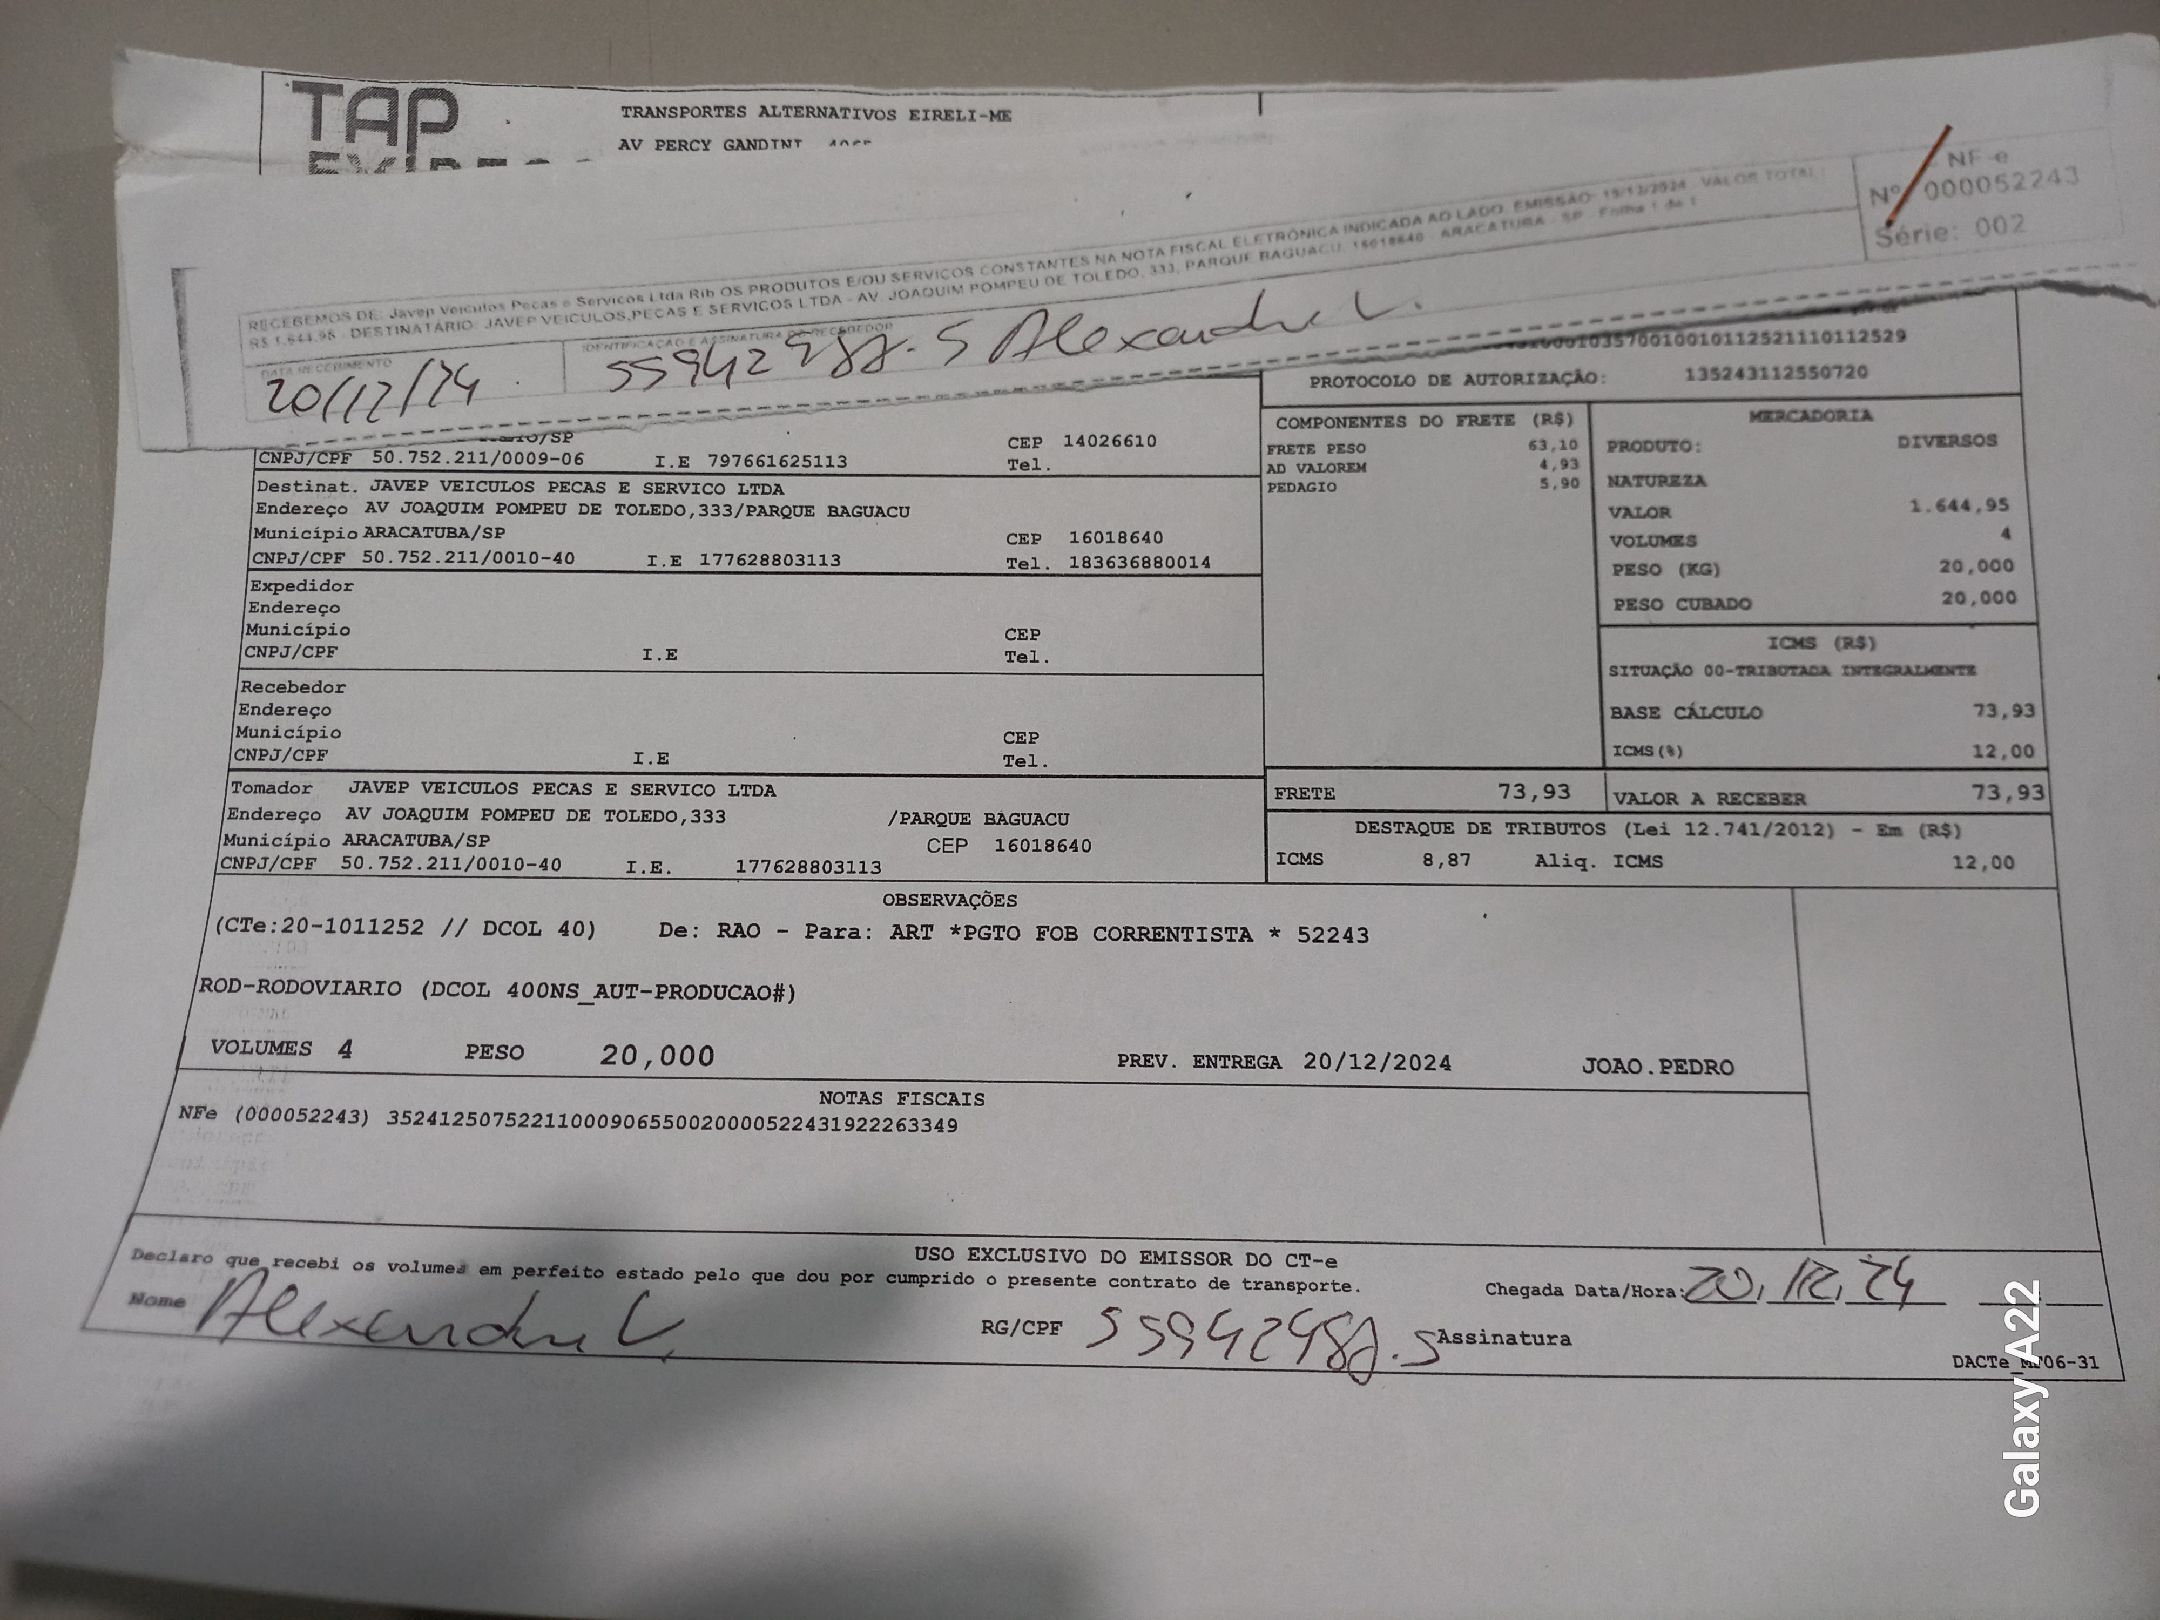 TAP
TRANSPORTES ALTERNATIVOS EIRELI-ME
AV PERCY GANDINI
NF-e
Nº 000052243
Série: 002
RECEBEMOS DE: Javep Veiculos Pecas e Servicos Ltda Rib OS PRODUTOS E/OU SERVICOS CONSTANTES NA NOTA FISCAL ELETRÔNICA INDICADA AO LADO. EMISSÃO: 19/12/2024 - VALOR TOTAL:
R$ 1.644,95 - DESTINATÁRIO: JAVEP VEICULOS,PECAS E SERVICOS LTDA - AV. JOAQUIM POMPEU DE TOLEDO, 333, PARQUE BAGUACU, 16018640 - ARACATUBA - SP - Folha 1 de 1
DATA RECEBIMENTO
20/12/24
IDENTIFICAÇÃO E ASSINATURA DO RECEBEDOR
Alexandre
103570010010112521110112529
PROTOCOLO DE AUTORIZAÇÃO: 135243112550720
/SP CEP 14026610
CNPJ/CPF 50.752.211/0009-06 I.E 797661625113 Tel.
Destinat. JAVEP VEICULOS PECAS E SERVICO LTDA
Endereço AV JOAQUIM POMPEU DE TOLEDO,333/PARQUE BAGUACU
Município ARACATUBA/SP CEP 16018640
CNPJ/CPF 50.752.211/0010-40 I.E 177628803113 Tel. 183636880014
Expedidor
Endereço
Município CEP
CNPJ/CPF I.E Tel.
Recebedor
Endereço
Município CEP
CNPJ/CPF I.E Tel.
Tomador JAVEP VEICULOS PECAS E SERVICO LTDA
Endereço AV JOAQUIM POMPEU DE TOLEDO,333 /PARQUE BAGUACU
Município ARACATUBA/SP CEP 16018640
CNPJ/CPF 50.752.211/0010-40 I.E. 177628803113
COMPONENTES DO FRETE (R$)
FRETE PESO 63,10
AD VALOREM 4,93
PEDAGIO 5,90
MERCADORIA
PRODUTO: DIVERSOS
NATUREZA
VALOR 1.644,95
VOLUMES 4
PESO (KG) 20,000
PESO CUBADO 20,000
ICMS (R$)
SITUAÇÃO 00-TRIBUTADA INTEGRALMENTE
BASE CÁLCULO 73,93
ICMS(%) 12,00
FRETE 73,93 VALOR A RECEBER 73,93
DESTAQUE DE TRIBUTOS (Lei 12.741/2012) - Em (R$)
ICMS 8,87 Aliq. ICMS 12,00
OBSERVAÇÕES
(CTe:20-1011252 // DCOL 40) De: RAO - Para: ART *PGTO FOB CORRENTISTA * 52243
ROD-RODOVIARIO (DCOL 400NS_AUT-PRODUCAO#)
VOLUMES 4 PESO 20,000 PREV. ENTREGA 20/12/2024 JOAO.PEDRO
NOTAS FISCAIS
NFe (000052243) 35241250752211000906550020000522431922263349
USO EXCLUSIVO DO EMISSOR DO CT-e
Declaro que recebi os volumes em perfeito estado pelo que dou por cumprido o presente contrato de transporte.
Chegada Data/Hora: 20.12.24
Nome Alexandre
RG/CPF
Assinatura
DACTe
06-31
Galaxy A22